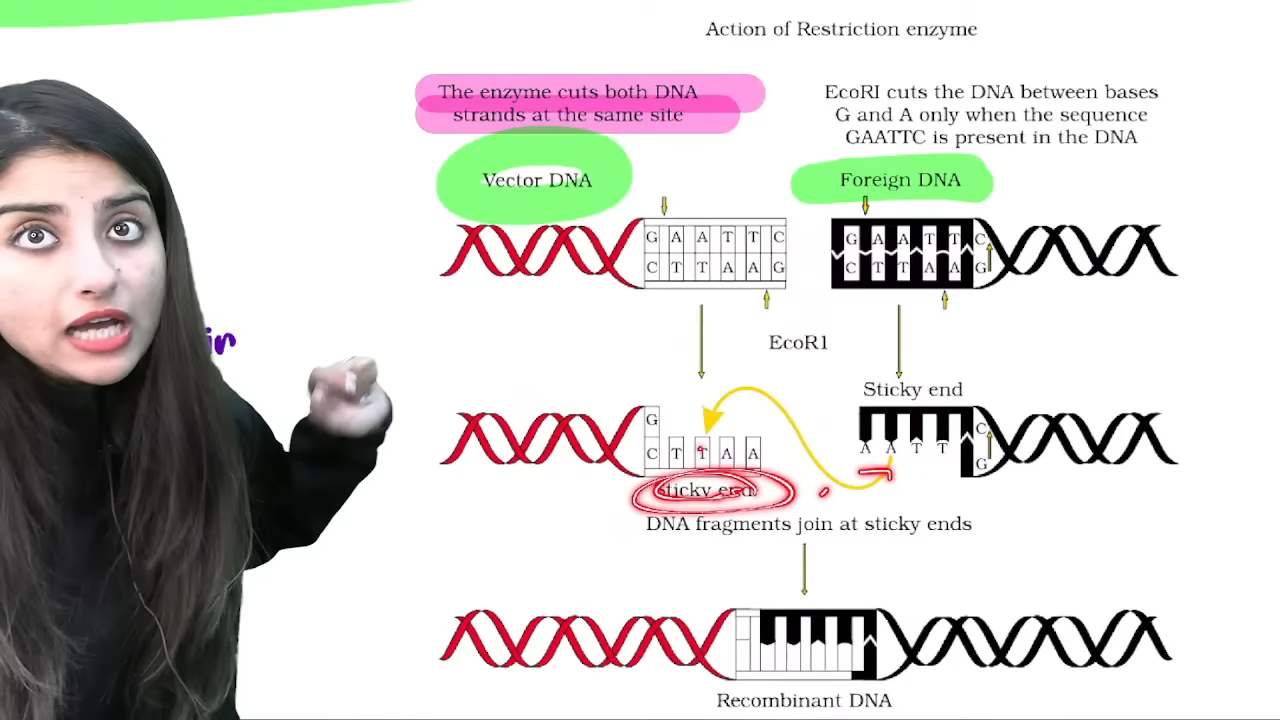 Action of Restriction enzyme
The enzyme cuts both DNA
strands at the same site
EcoRI cuts the DNA between bases
G and A only when the sequence
GAATTC is present in the DNA
Vector DNA
Foreign DNA
G A A T T C
C T T A A G
G A A T T C
C T T A A G
EcoR1
ir
Sticky end
G
C T T A A
C
A A T T
G
Sticky end
DNA fragments join at sticky ends
Recombinant DNA